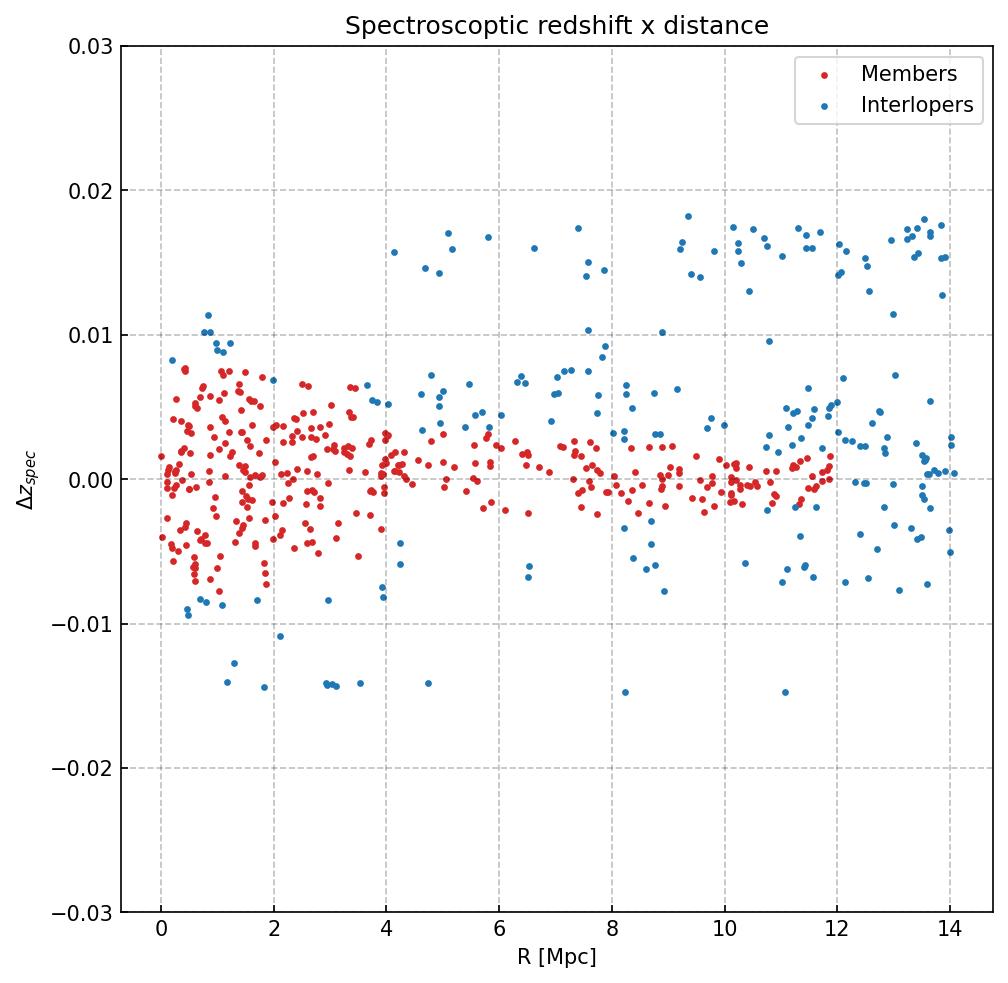 Spectroscoptic redshift x distance
Members
Interlopers
0.03
0.02
0.01
0.00
−0.01
−0.02
−0.03
Δz_spec
0 2 4 6 8 10 12 14
R [Mpc]